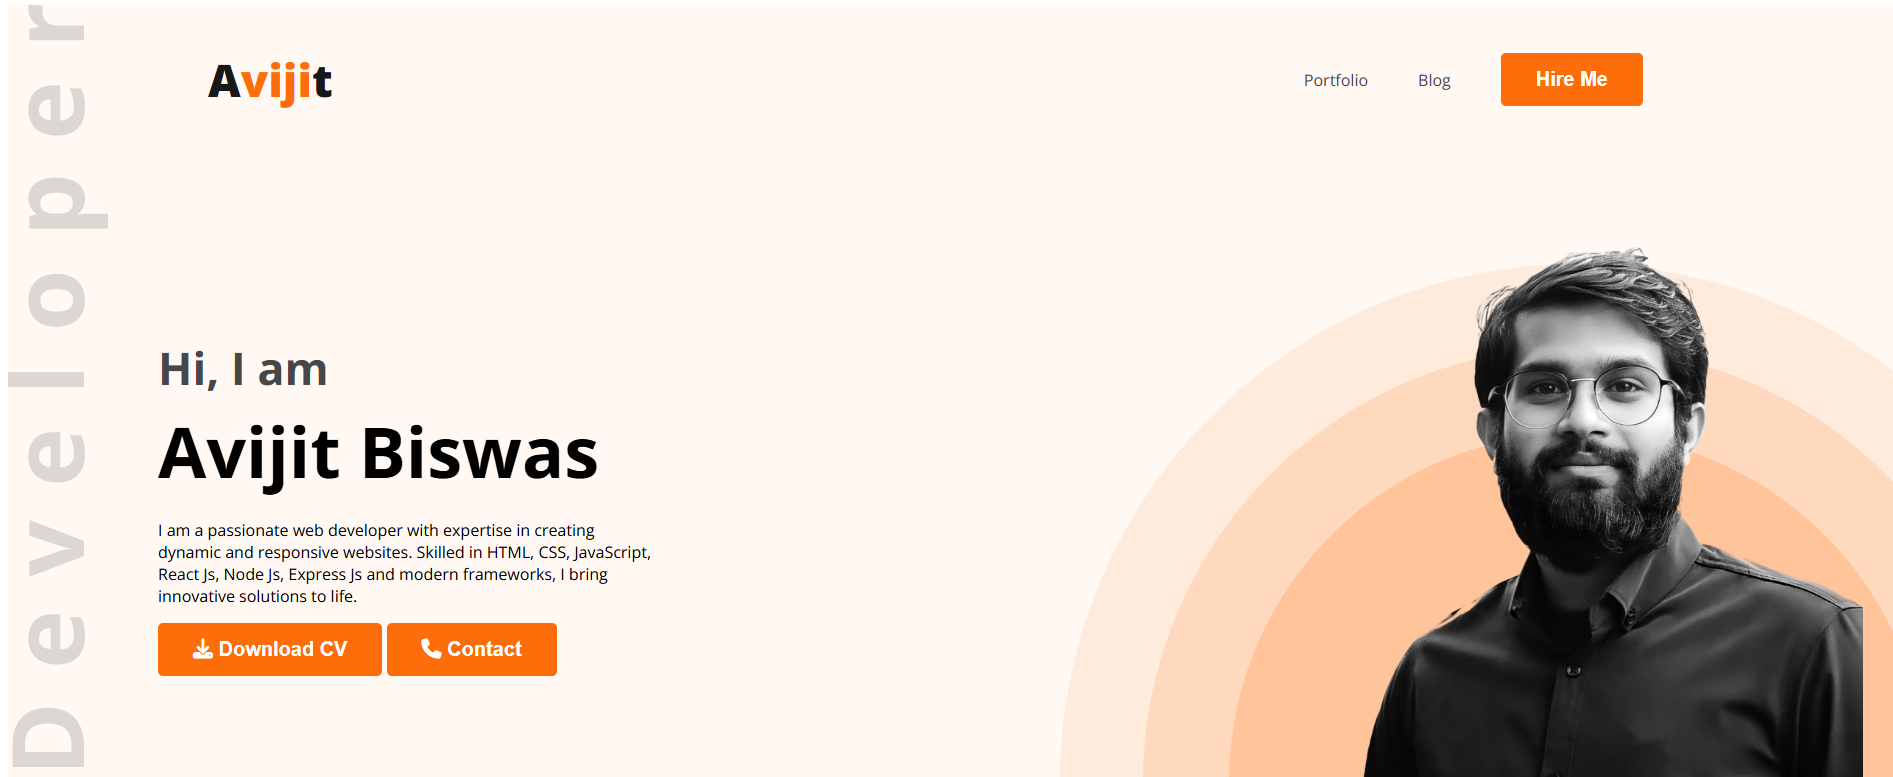 Developer
Avijit
Portfolio
Blog
Hire Me
Hi, I am
Avijit Biswas
I am a passionate web developer with expertise in creating
dynamic and responsive websites. Skilled in HTML, CSS, JavaScript,
React Js, Node Js, Express Js and modern frameworks, I bring
innovative solutions to life.
Download CV
Contact